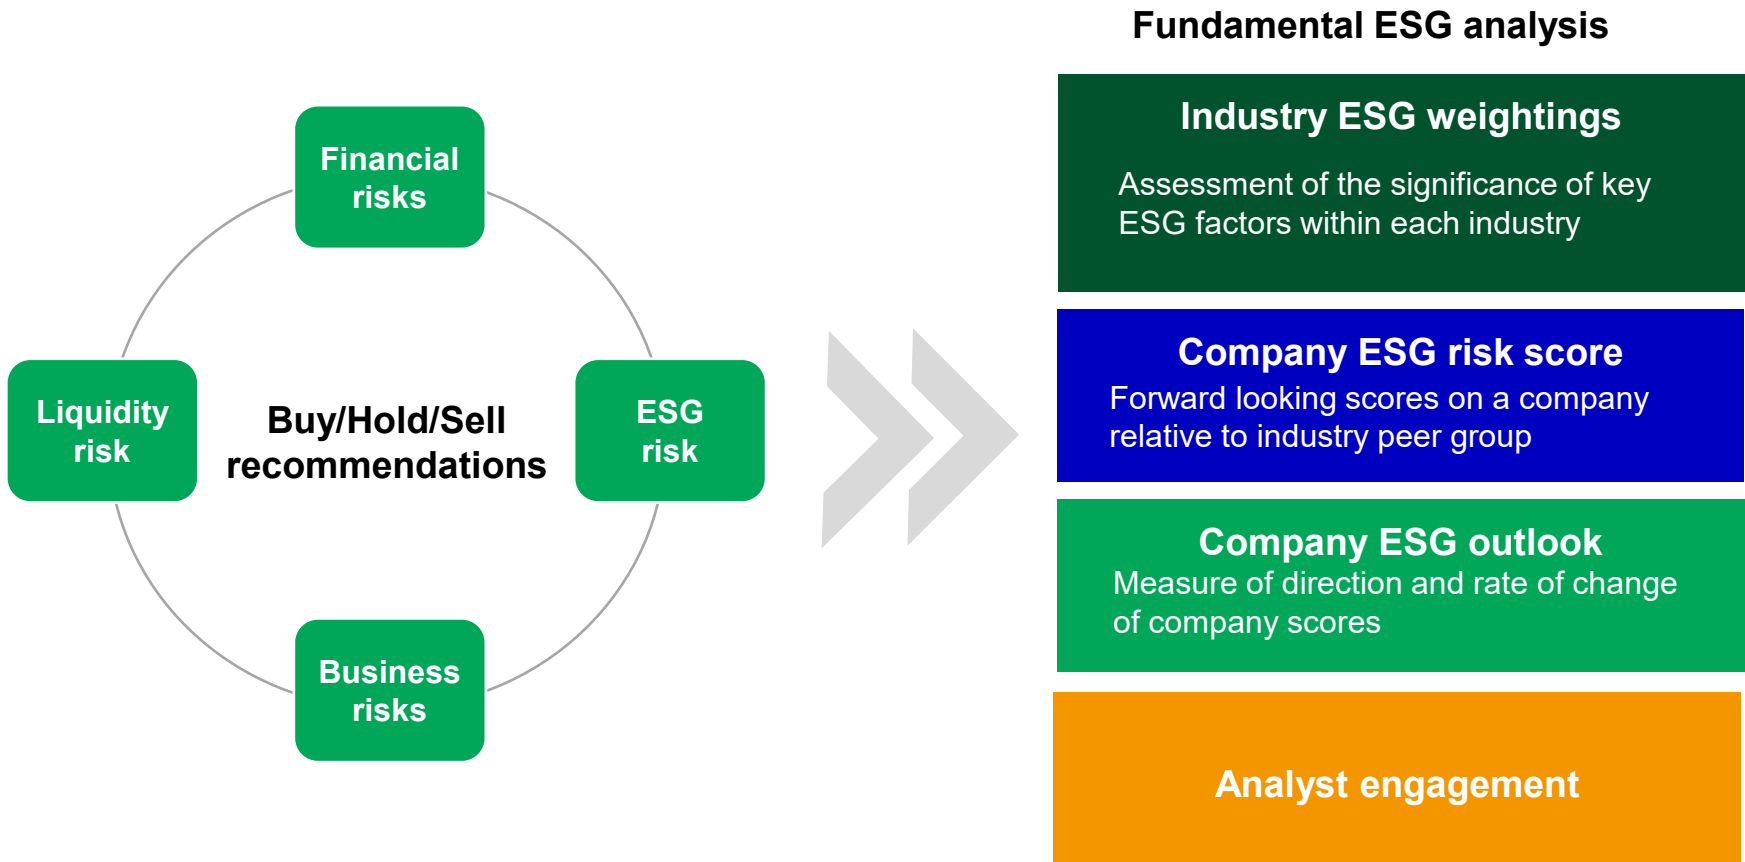 Fundamental ESG analysis
Financial
risks
Liquidity
risk
Buy/Hold/Sell
recommendations
ESG
risk
Business
risks
Industry ESG weightings
Assessment of the significance of key
ESG factors within each industry
Company ESG risk score
Forward looking scores on a company
relative to industry peer group
Company ESG outlook
Measure of direction and rate of change
of company scores
Analyst engagement